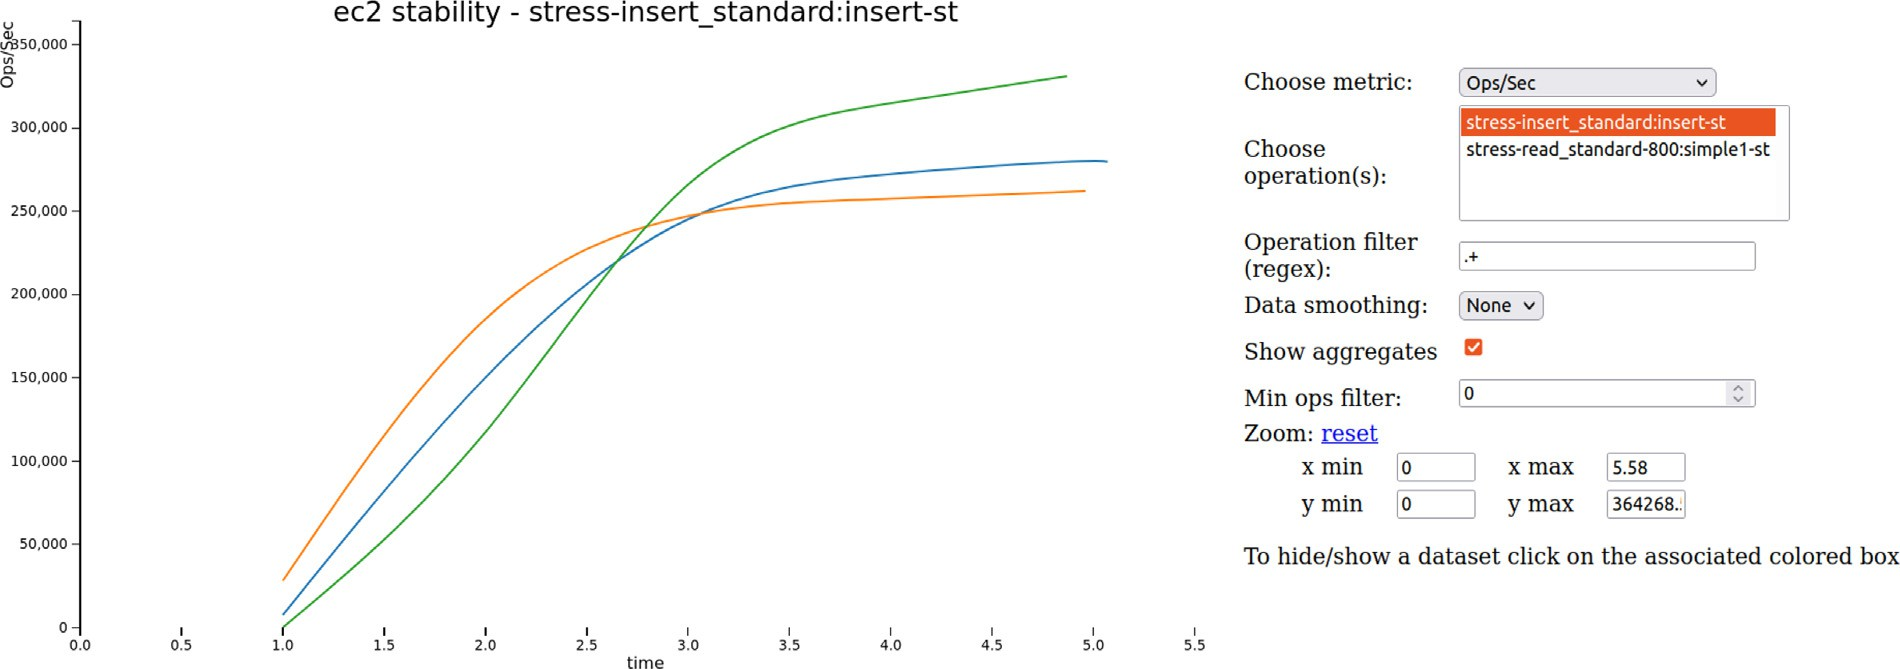 ec2 stability - stress-insert_standard:insert-st
Ops/Sec
350,000
300,000
250,000
200,000
150,000
100,000
50,000
0
0.0 0.5 1.0 1.5 2.0 2.5 3.0 3.5 4.0 4.5 5.0 5.5
time
Choose metric: Ops/Sec
stress-insert_standard:insert-st
stress-read_standard-800:simple1-st
Choose
operation(s):
Operation filter
(regex): .+
Data smoothing: None
Show aggregates
Min ops filter: 0
Zoom: reset
x min 0 x max 5.58
y min 0 y max 364268.
To hide/show a dataset click on the associated colored box